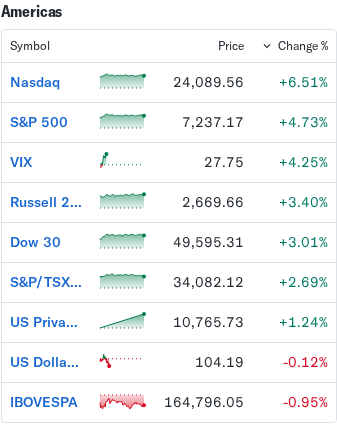 Americas
Symbol Price Change %
Nasdaq 24,089.56 +6.51%
S&P 500 7,237.17 +4.73%
VIX 27.75 +4.25%
Russell 2... 2,669.66 +3.40%
Dow 30 49,595.31 +3.01%
S&P/TSX... 34,082.12 +2.69%
US Priva... 10,765.73 +1.24%
US Dolla... 104.19 -0.12%
IBOVESPA 164,796.05 -0.95%